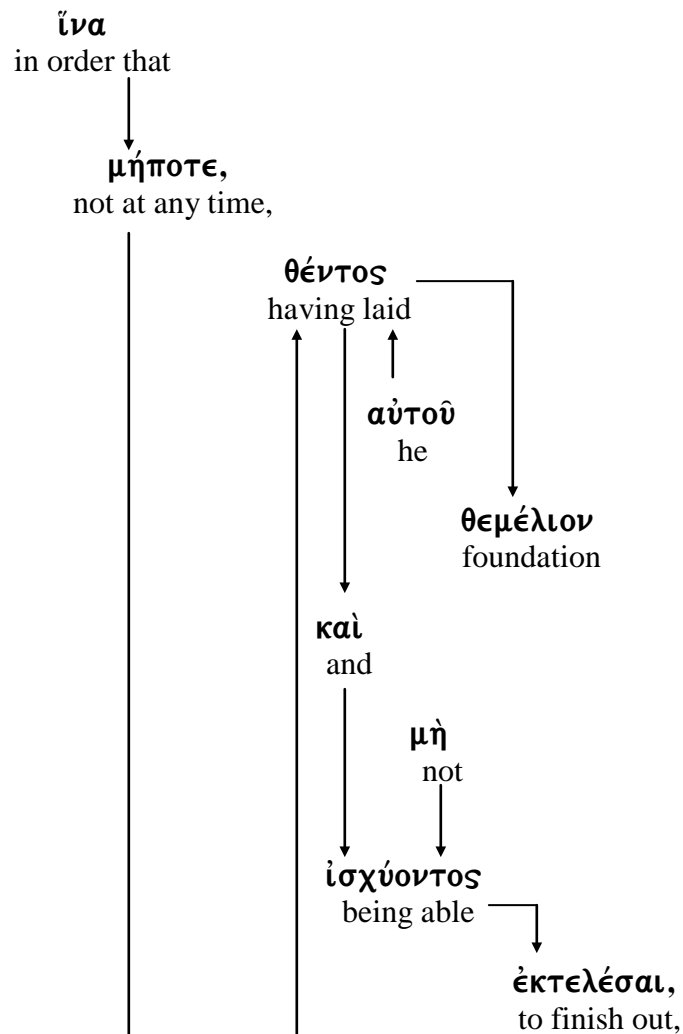 ἵνα
in order that
μήποτε,
not at any time,
θέντος
having laid
αὐτοῦ
he
θεμέλιον
foundation
καὶ
and
μὴ
not
ἰσχύοντος
being able
ἐκτελέσαι,
to finish out,